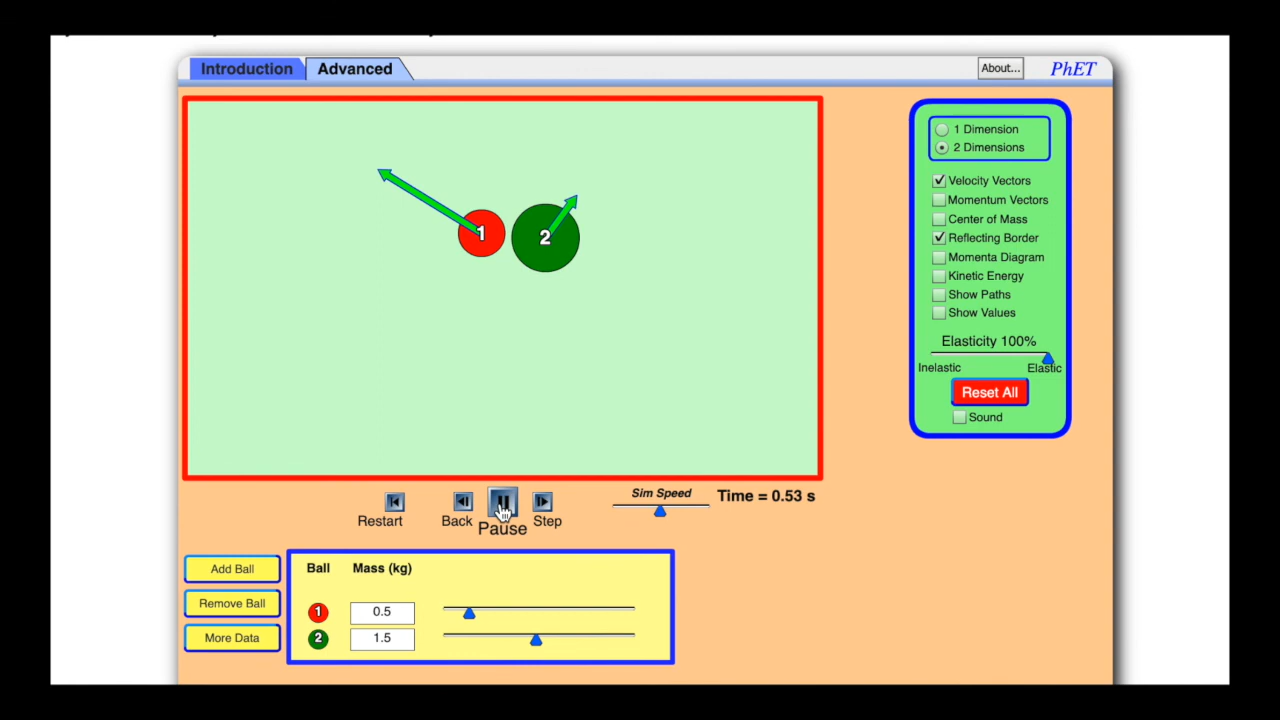 Introduction Advanced About... PhET
1 Dimension
2 Dimensions
Velocity Vectors
Momentum Vectors
Center of Mass
Reflecting Border
Momenta Diagram
Kinetic Energy
Show Paths
Show Values
Elasticity 100%
Inelastic Elastic
Reset All
Sound
1 2
Restart Back Pause Step
Sim Speed Time = 0.53 s
Add Ball
Remove Ball
More Data
Ball Mass (kg)
1 0.5
2 1.5